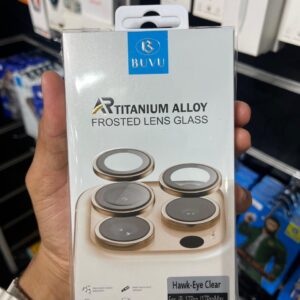 BUVU
AR TITANIUM ALLOY
FROSTED LENS GLASS
Hawk-Eye Clear